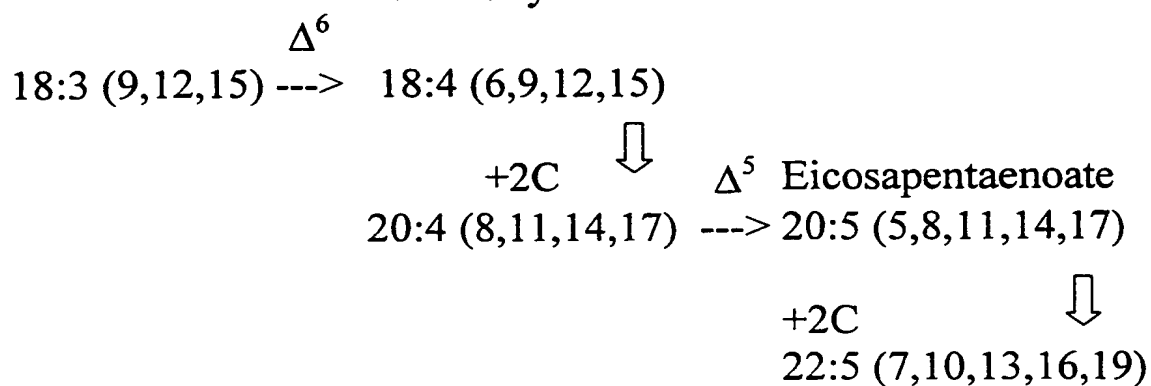 Δ⁶
18:3 (9,12,15) ---> 18:4 (6,9,12,15)
+2C Δ⁵ Eicosapentaenoate
20:4 (8,11,14,17) ---> 20:5 (5,8,11,14,17)
+2C
22:5 (7,10,13,16,19)